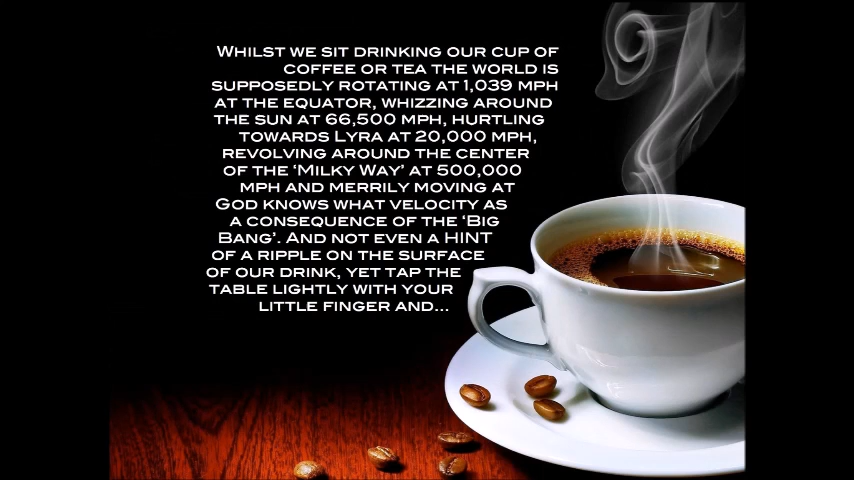 Whilst we sit drinking our cup of
coffee or tea the world is
supposedly rotating at 1,039 mph
at the equator, whizzing around
the sun at 66,500 mph, hurtling
towards Lyra at 20,000 mph,
revolving around the center
of the ‘Milky Way’ at 500,000
mph and merrily moving at
God knows what velocity as
a consequence of the ‘Big
Bang’. And not even a HINT
of a ripple on the surface
of our drink, yet tap the
table lightly with your
little finger and...